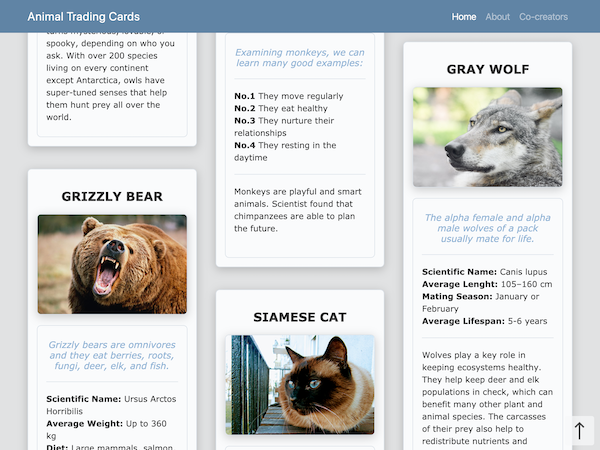 Animal Trading Cards
Home About Co-creators
spooky, depending on who you
ask. With over 200 species
living on every continent
except Antarctica, owls have
super-tuned senses that help
them hunt prey all over the
world.
GRIZZLY BEAR
Grizzly bears are omnivores
and they eat berries, roots,
fungi, deer, elk, and fish.
Scientific Name: Ursus Arctos
Horribilis
Average Weight: Up to 360
kg
Diet: Large mammals, salmon,
Examining monkeys, we can
learn many good examples:
No.1 They move regularly
No.2 They eat healthy
No.3 They nurture their
relationships
No.4 They resting in the
daytime
Monkeys are playful and smart
animals. Scientist found that
chimpanzees are able to plan
the future.
SIAMESE CAT
GRAY WOLF
The alpha female and alpha
male wolves of a pack
usually mate for life.
Scientific Name: Canis lupus
Average Lenght: 105–160 cm
Mating Season: January or
February
Average Lifespan: 5-6 years
Wolves play a key role in
keeping ecosystems healthy.
They help keep deer and elk
populations in check, which can
benefit many other plant and
animal species. The carcasses
of their prey also help to
redistribute nutrients and